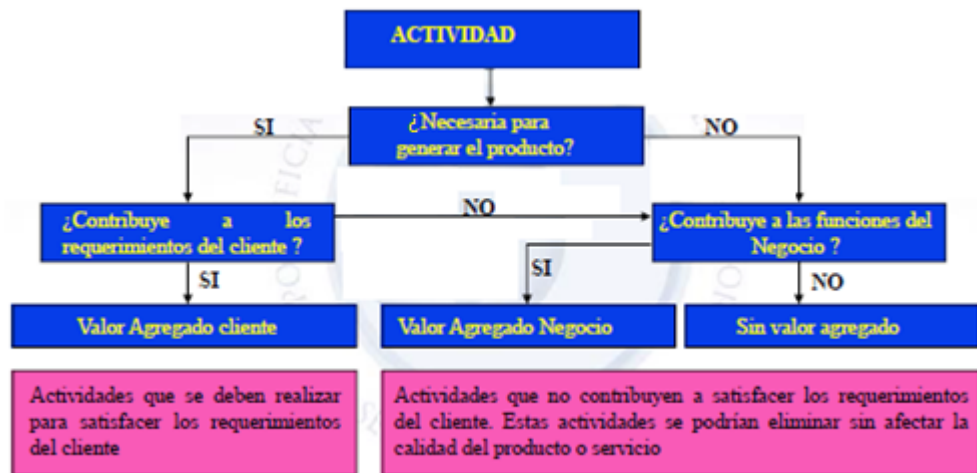 ACTIVIDAD
SI
¿Necesaria para
generar el producto?
NO
¿Contribuye a los
requerimientos del cliente ?
NO
¿Contribuye a las funciones del
Negocio ?
SI
SI
NO
Valor Agregado cliente
Valor Agregado Negocio
Sin valor agregado
Actividades que se deben realizar
para satisfacer los requerimientos
del cliente
Actividades que no contribuyen a satisfacer los requerimientos
del cliente. Estas actividades se podrían eliminar sin afectar la
calidad del producto o servicio